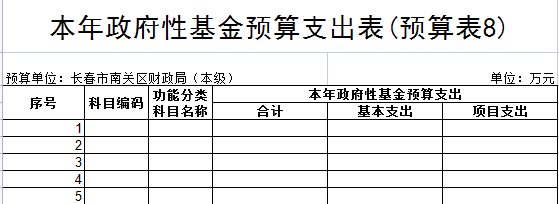 本年政府性基金预算支出表(预算表8)
预算单位：长春市南关区财政局（本级） 单位：万元
序号 科目编码 功能分类科目名称 本年政府性基金预算支出
合计 基本支出 项目支出
1
2
3
4
5